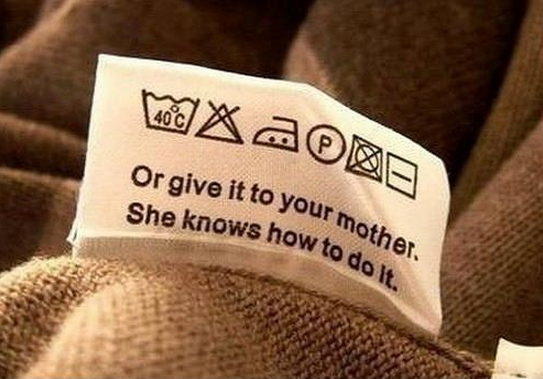 40°C P
Or give it to your mother.
She knows how to do it.